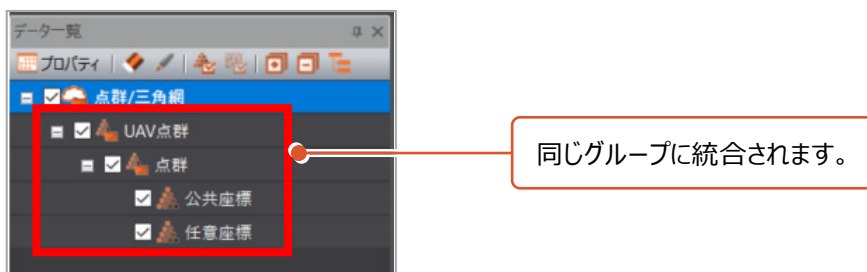 データ一覧
プロパティ
点群/三角網
UAV点群
点群
公共座標
任意座標
同じグループに統合されます。